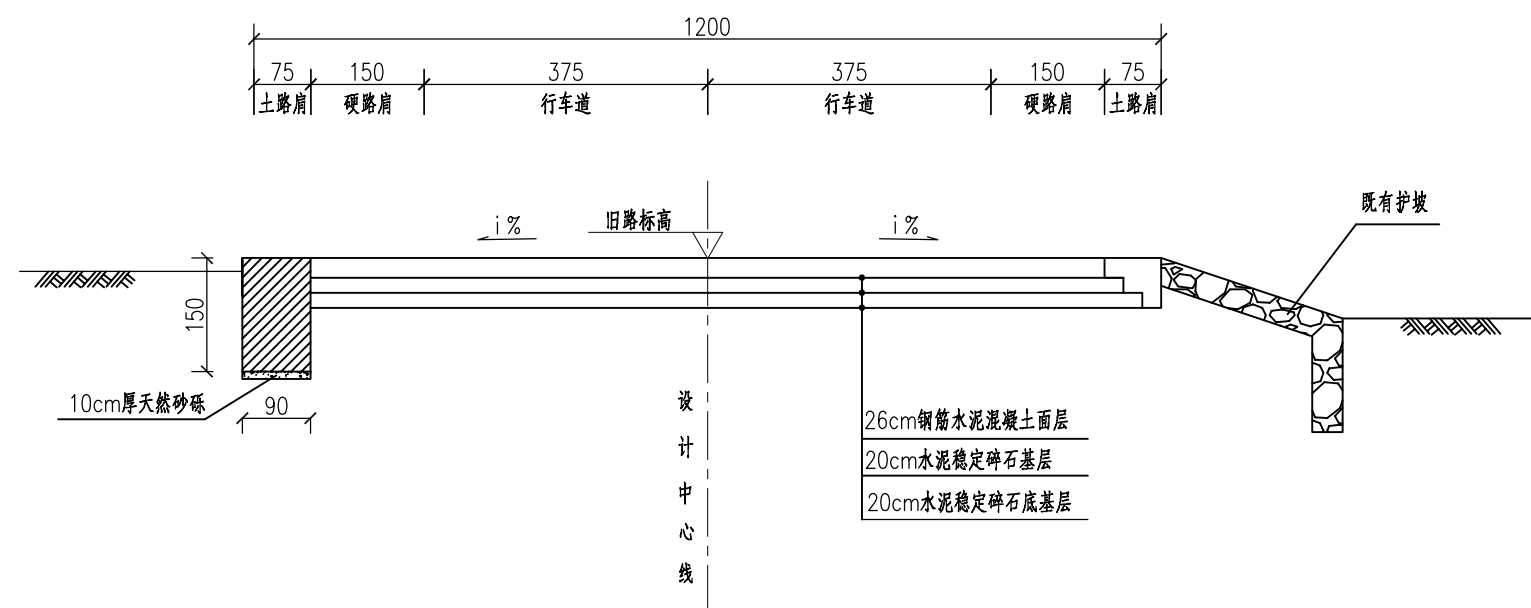 1200
75 150 375 375 150 75
土路肩 硬路肩 行车道 行车道 硬路肩 土路肩
既有护坡
i% 旧路标高 i%
150
10cm厚天然砂砾
90
设计中心线
26cm钢筋水泥混凝土面层
20cm水泥稳定碎石基层
20cm水泥稳定碎石底基层